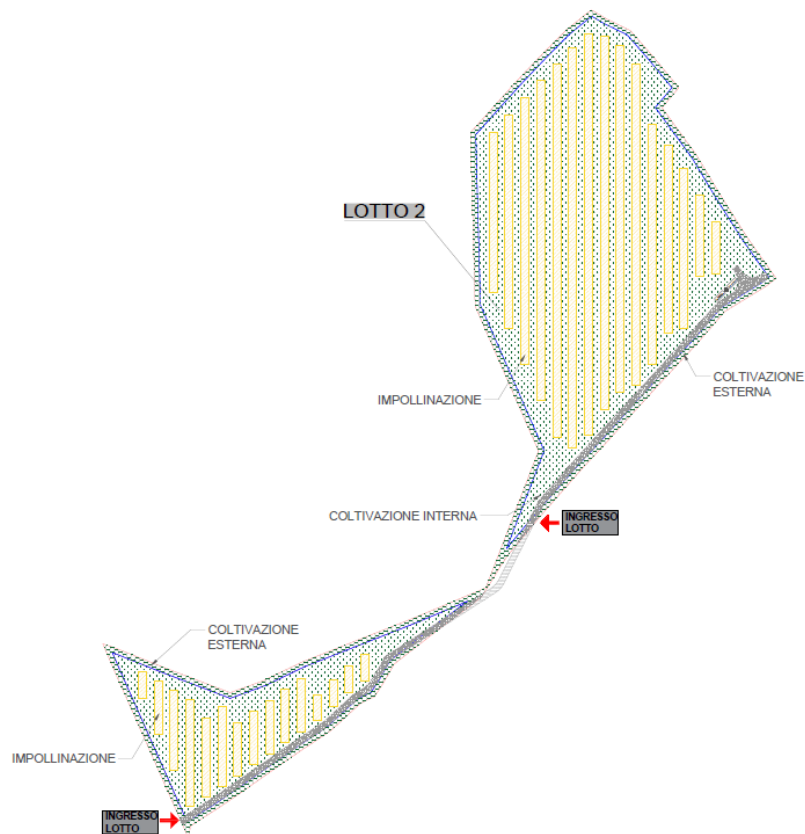 LOTTO 2
COLTIVAZIONE
ESTERNA
IMPOLLINAZIONE
COLTIVAZIONE INTERNA
INGRESSO
LOTTO
COLTIVAZIONE
ESTERNA
IMPOLLINAZIONE
INGRESSO
LOTTO